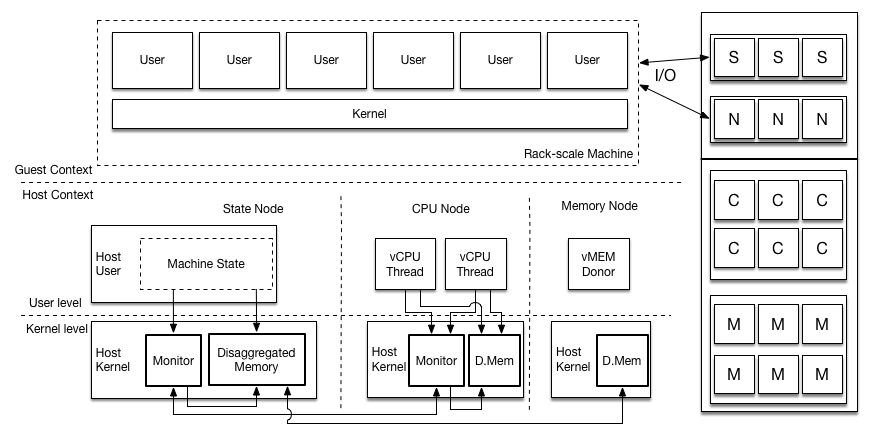 User User User User User User
Kernel
Rack-scale Machine
I/O
S S S
N N N
Guest Context
Host Context
State Node
CPU Node
Memory Node
Host
User
Machine State
vCPU
Thread
vCPU
Thread
vMEM
Donor
User level
Kernel level
Host
Kernel
Monitor
Disaggregated
Memory
Host
Kernel
Monitor
D.Mem
Host
Kernel
D.Mem
C C C
C C C
M M M
M M M